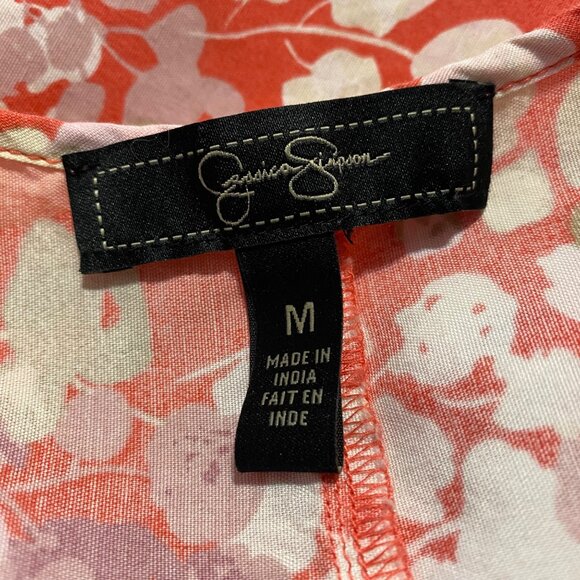 Jessica Simpson
M
MADE IN
INDIA
FAIT EN
INDE